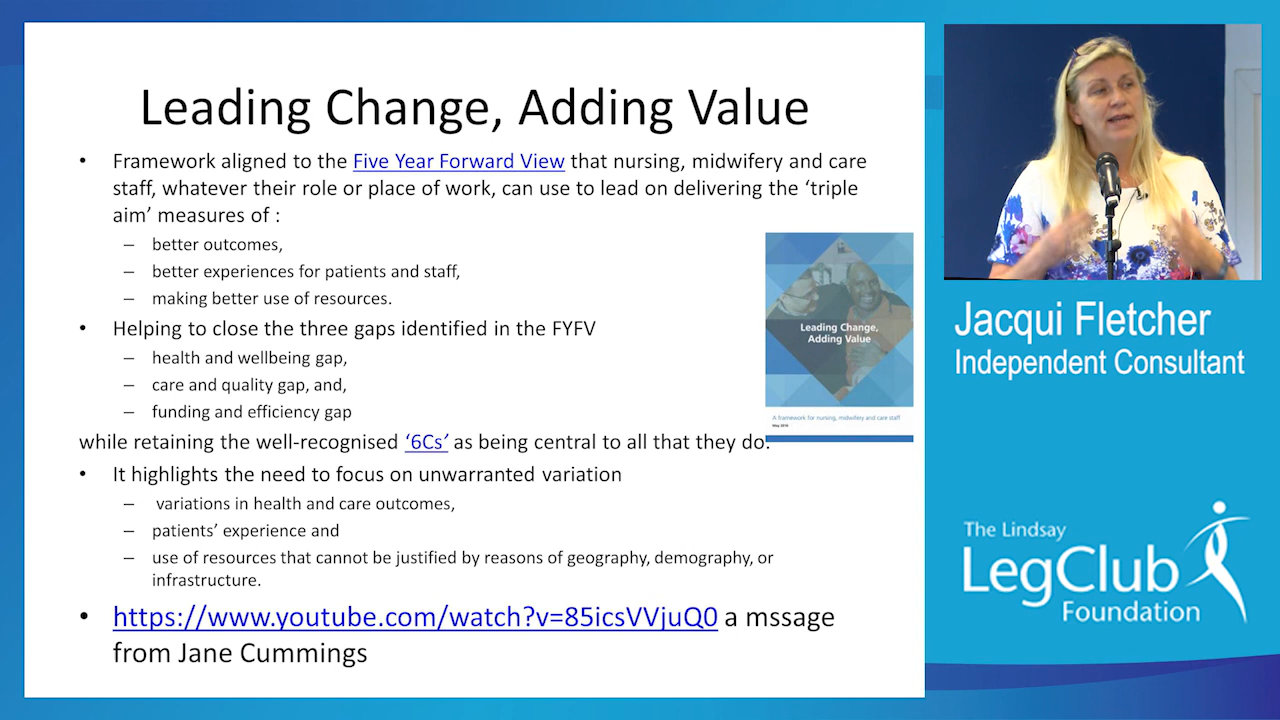 Leading Change, Adding Value
• Framework aligned to the Five Year Forward View that nursing, midwifery and care
staff, whatever their role or place of work, can use to lead on delivering the ‘triple
aim’ measures of :
– better outcomes,
– better experiences for patients and staff,
– making better use of resources.
• Helping to close the three gaps identified in the FYFV
– health and wellbeing gap,
– care and quality gap, and,
– funding and efficiency gap
while retaining the well-recognised ‘6Cs’ as being central to all that they do.
• It highlights the need to focus on unwarranted variation
– variations in health and care outcomes,
– patients’ experience and
– use of resources that cannot be justified by reasons of geography, demography, or
infrastructure.
• https://www.youtube.com/watch?v=85icsVVjuQ0 a mssage
from Jane Cummings
Leading Change,
Adding Value
A framework for nursing, midwifery and care staff
May 2016
Jacqui Fletcher
Independent Consultant
The Lindsay
LegClub
Foundation